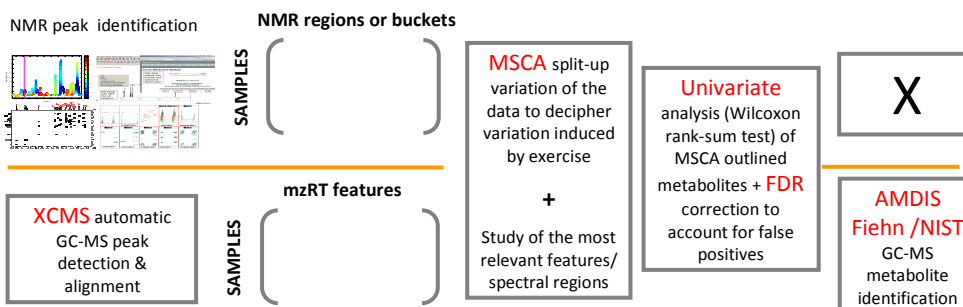 NMR peak identification
NMR regions or buckets
SAMPLES
MSCA split-up
variation of the
data to decipher
variation induced
by exercise
+
Study of the most
relevant features/
spectral regions
Univariate
analysis (Wilcoxon
rank-sum test) of
MSCA outlined
metabolites + FDR
correction to
account for false
positives
X
XCMS automatic
GC-MS peak
detection &
alignment
mzRT features
SAMPLES
AMDIS
Fiehn /NIST
GC-MS
metabolite
identification